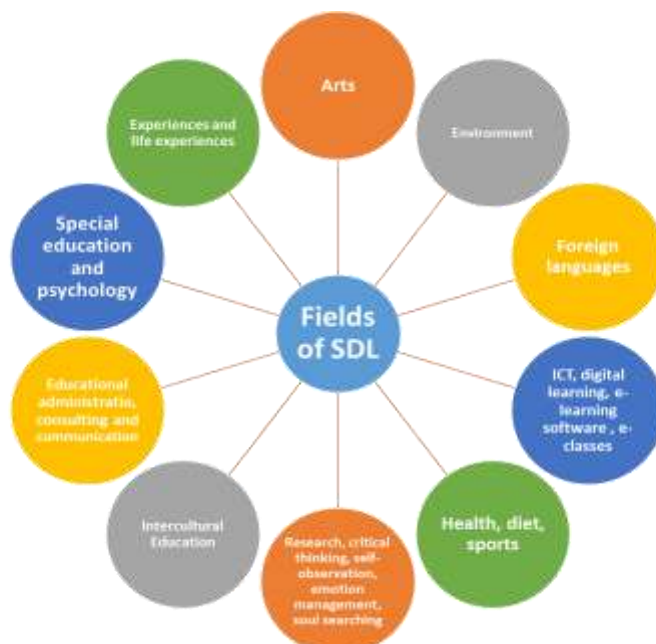 Fields
of SDL
Arts
Environment
Foreign
languages
ICT, digital
learning, e-
learning
software , e-
classes
Health, diet,
sports
Research, critical
thinking, self-
observation,
emotion
management,
soul searching
Intercultural
Education
Educational
administratio,
consulting and
communication
Special
education
and
psychology
Experiences and
life experiences